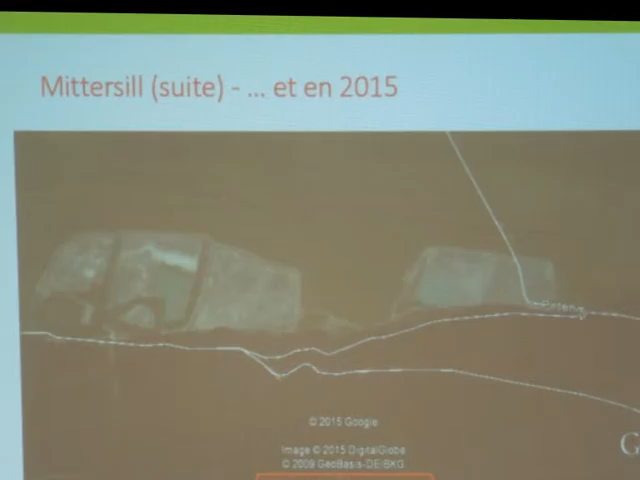 Mittersill (suite) - ... et en 2015
© 2015 Google
Image © 2015 DigitalGlobe
© 2009 GeoBasis-DE/BKG
G